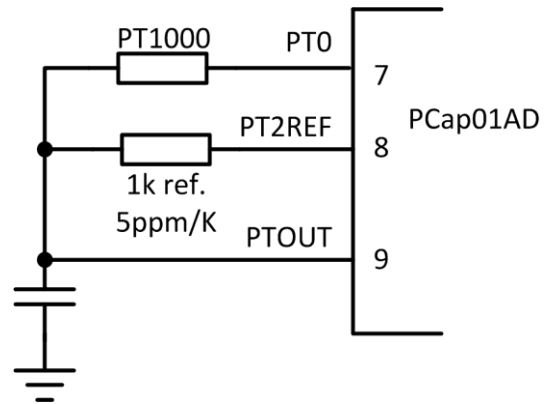 PT1000
PT0
7
PCap01AD
PT2REF
8
1k ref.
5ppm/K
PTOUT
9